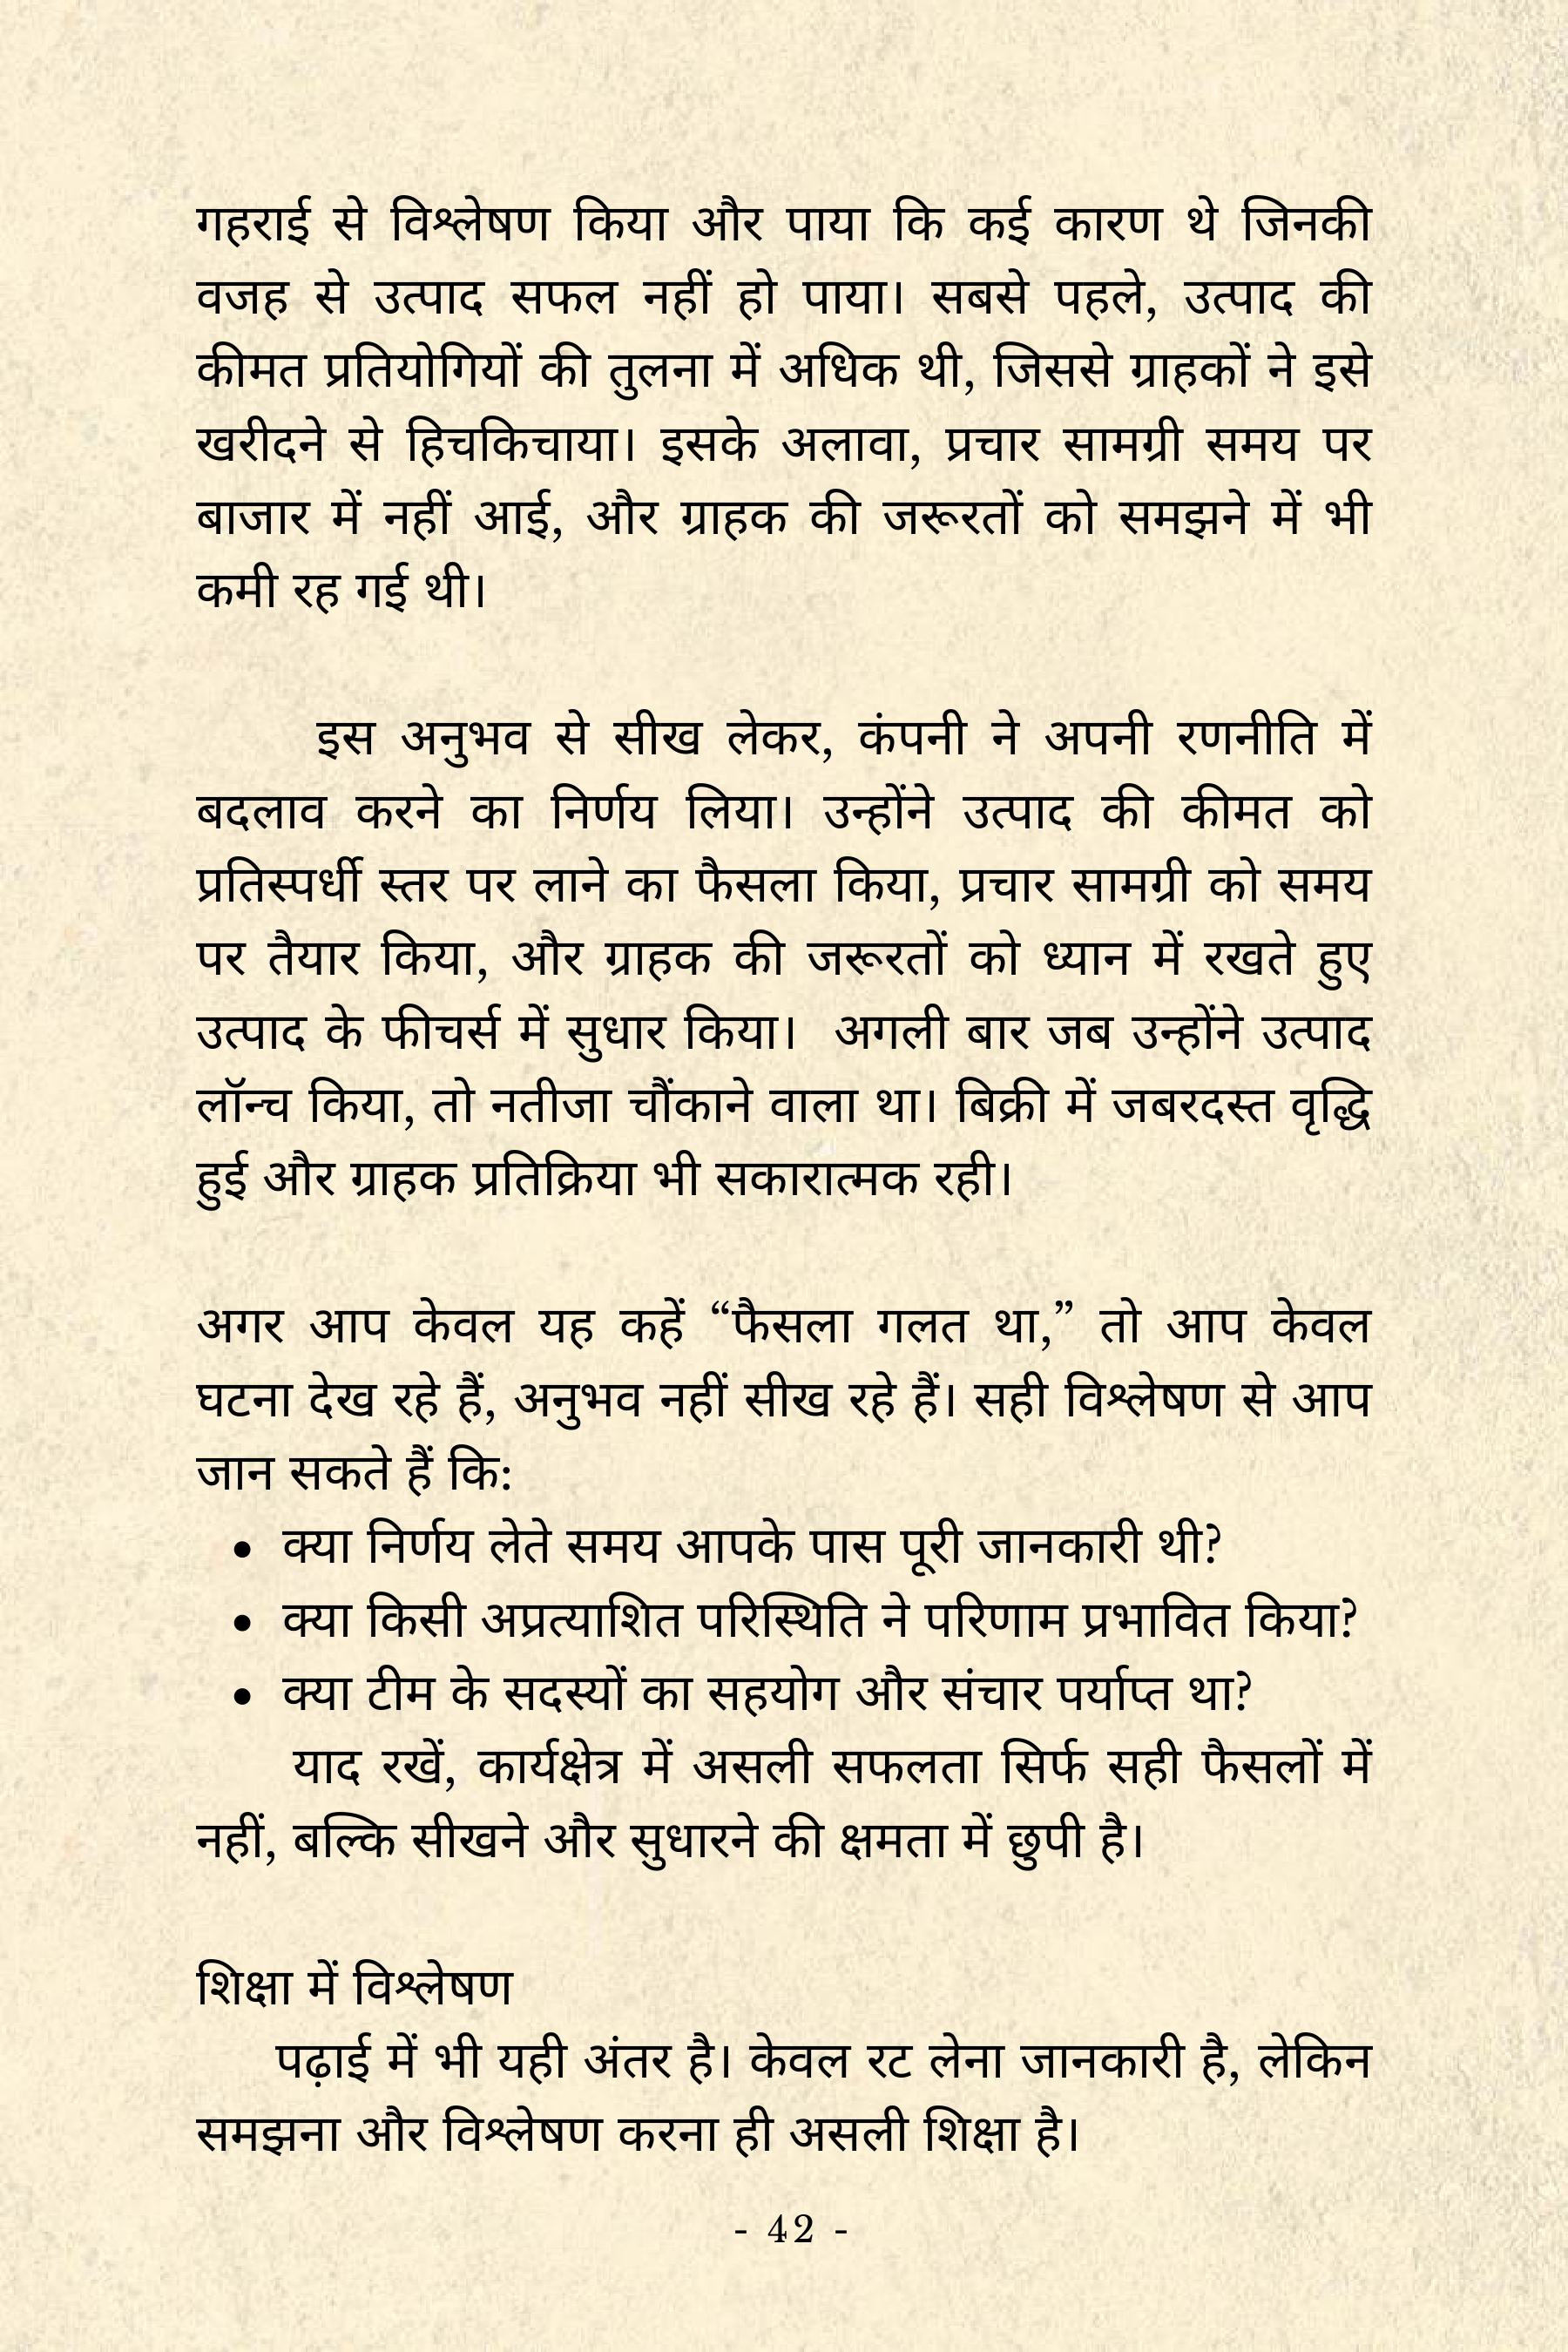 गहराई से विश्लेषण किया और पाया कि कई कारण थे जिनकी
वजह से उत्पाद सफल नहीं हो पाया। सबसे पहले, उत्पाद की
कीमत प्रतियोगियों की तुलना में अधिक थी, जिससे ग्राहकों ने इसे
खरीदने से हिचकिचाया। इसके अलावा, प्रचार सामग्री समय पर
बाजार में नहीं आई, और ग्राहक की जरूरतों को समझने में भी
कमी रह गई थी।
इस अनुभव से सीख लेकर, कंपनी ने अपनी रणनीति में
बदलाव करने का निर्णय लिया। उन्होंने उत्पाद की कीमत को
प्रतिस्पर्धी स्तर पर लाने का फैसला किया, प्रचार सामग्री को समय
पर तैयार किया, और ग्राहक की जरूरतों को ध्यान में रखते हुए
उत्पाद के फीचर्स में सुधार किया।  अगली बार जब उन्होंने उत्पाद
लॉन्च किया, तो नतीजा चौंकाने वाला था। बिक्री में जबरदस्त वृद्धि
हुई और ग्राहक प्रतिक्रिया भी सकारात्मक रही।
अगर आप केवल यह कहें “फैसला गलत था,” तो आप केवल
घटना देख रहे हैं, अनुभव नहीं सीख रहे हैं। सही विश्लेषण से आप
जान सकते हैं कि:
• क्या निर्णय लेते समय आपके पास पूरी जानकारी थी?
• क्या किसी अप्रत्याशित परिस्थिति ने परिणाम प्रभावित किया?
• क्या टीम के सदस्यों का सहयोग और संचार पर्याप्त था?
याद रखें, कार्यक्षेत्र में असली सफलता सिर्फ सही फैसलों में
नहीं, बल्कि सीखने और सुधारने की क्षमता में छुपी है।
शिक्षा में विश्लेषण
पढ़ाई में भी यही अंतर है। केवल रट लेना जानकारी है, लेकिन
समझना और विश्लेषण करना ही असली शिक्षा है।
- 42 -